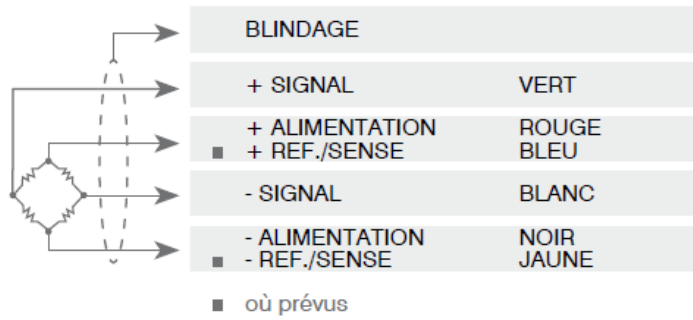 BLINDAGE
+ SIGNAL VERT
+ ALIMENTATION ROUGE
+ REF./SENSE BLEU
- SIGNAL BLANC
- ALIMENTATION NOIR
- REF./SENSE JAUNE
où prévus